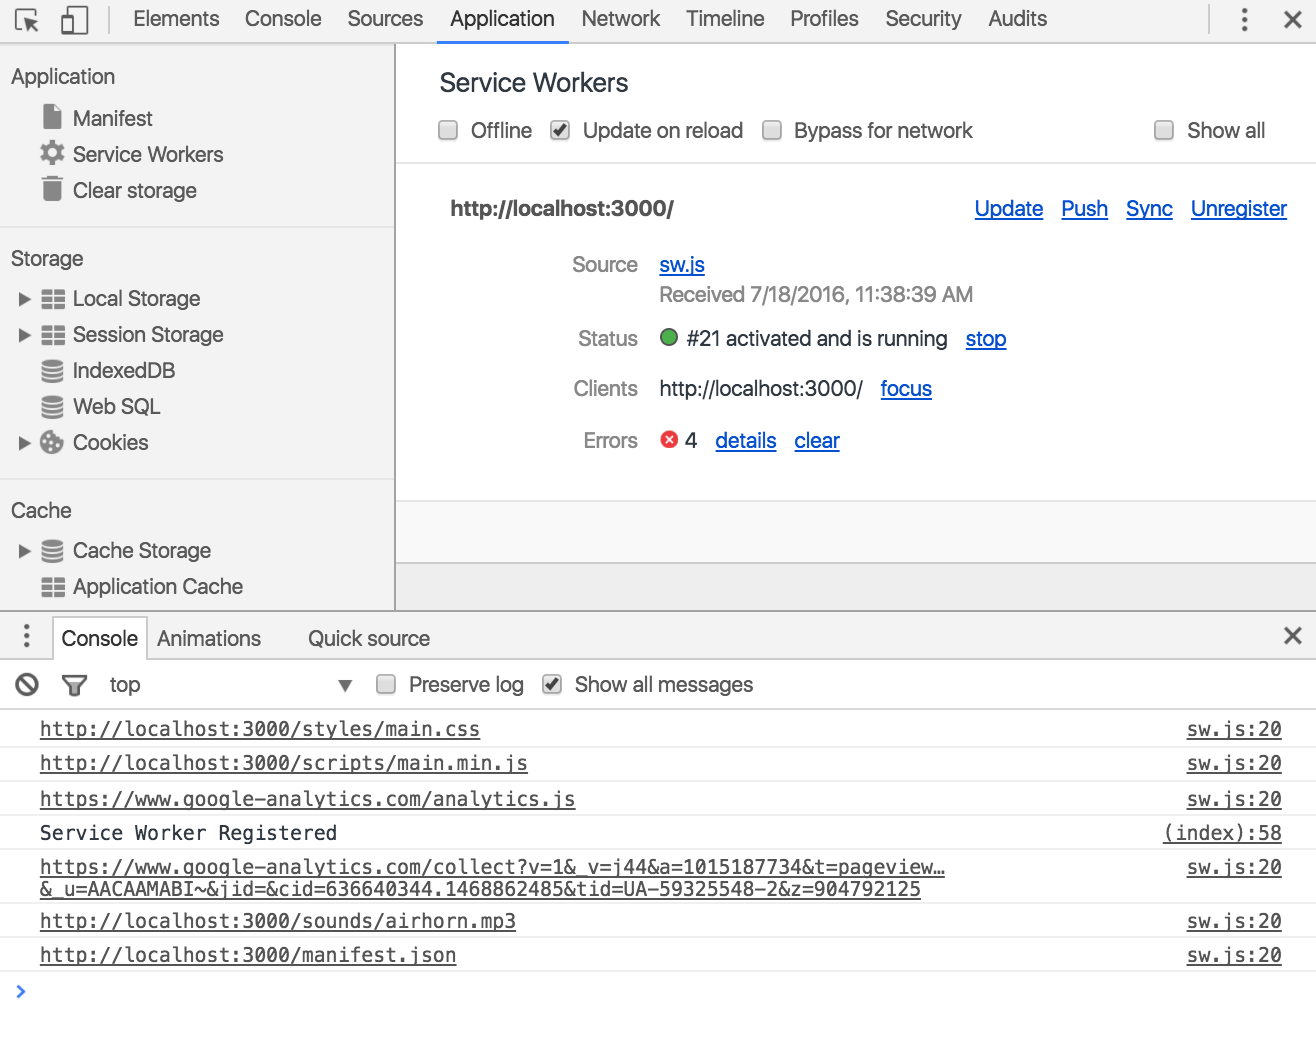 Elements Console Sources Application Network Timeline Profiles Security Audits
Application
Manifest
Service Workers
Clear storage
Storage
Local Storage
Session Storage
IndexedDB
Web SQL
Cookies
Cache
Cache Storage
Application Cache
Service Workers
Offline Update on reload Bypass for network Show all
http://localhost:3000/ Update Push Sync Unregister
Source sw.js
Received 7/18/2016, 11:38:39 AM
Status #21 activated and is running stop
Clients http://localhost:3000/ focus
Errors 4 details clear
Console Animations Quick source
top Preserve log Show all messages
http://localhost:3000/styles/main.css sw.js:20
http://localhost:3000/scripts/main.min.js sw.js:20
https://www.google-analytics.com/analytics.js sw.js:20
Service Worker Registered (index):58
https://www.google-analytics.com/collect?v=1&_v=j44&a=1015187734&t=pageview… sw.js:20
&_u=AACAAMABI~&jid=&cid=636640344.1468862485&tid=UA-59325548-2&z=904792125
http://localhost:3000/sounds/airhorn.mp3 sw.js:20
http://localhost:3000/manifest.json sw.js:20